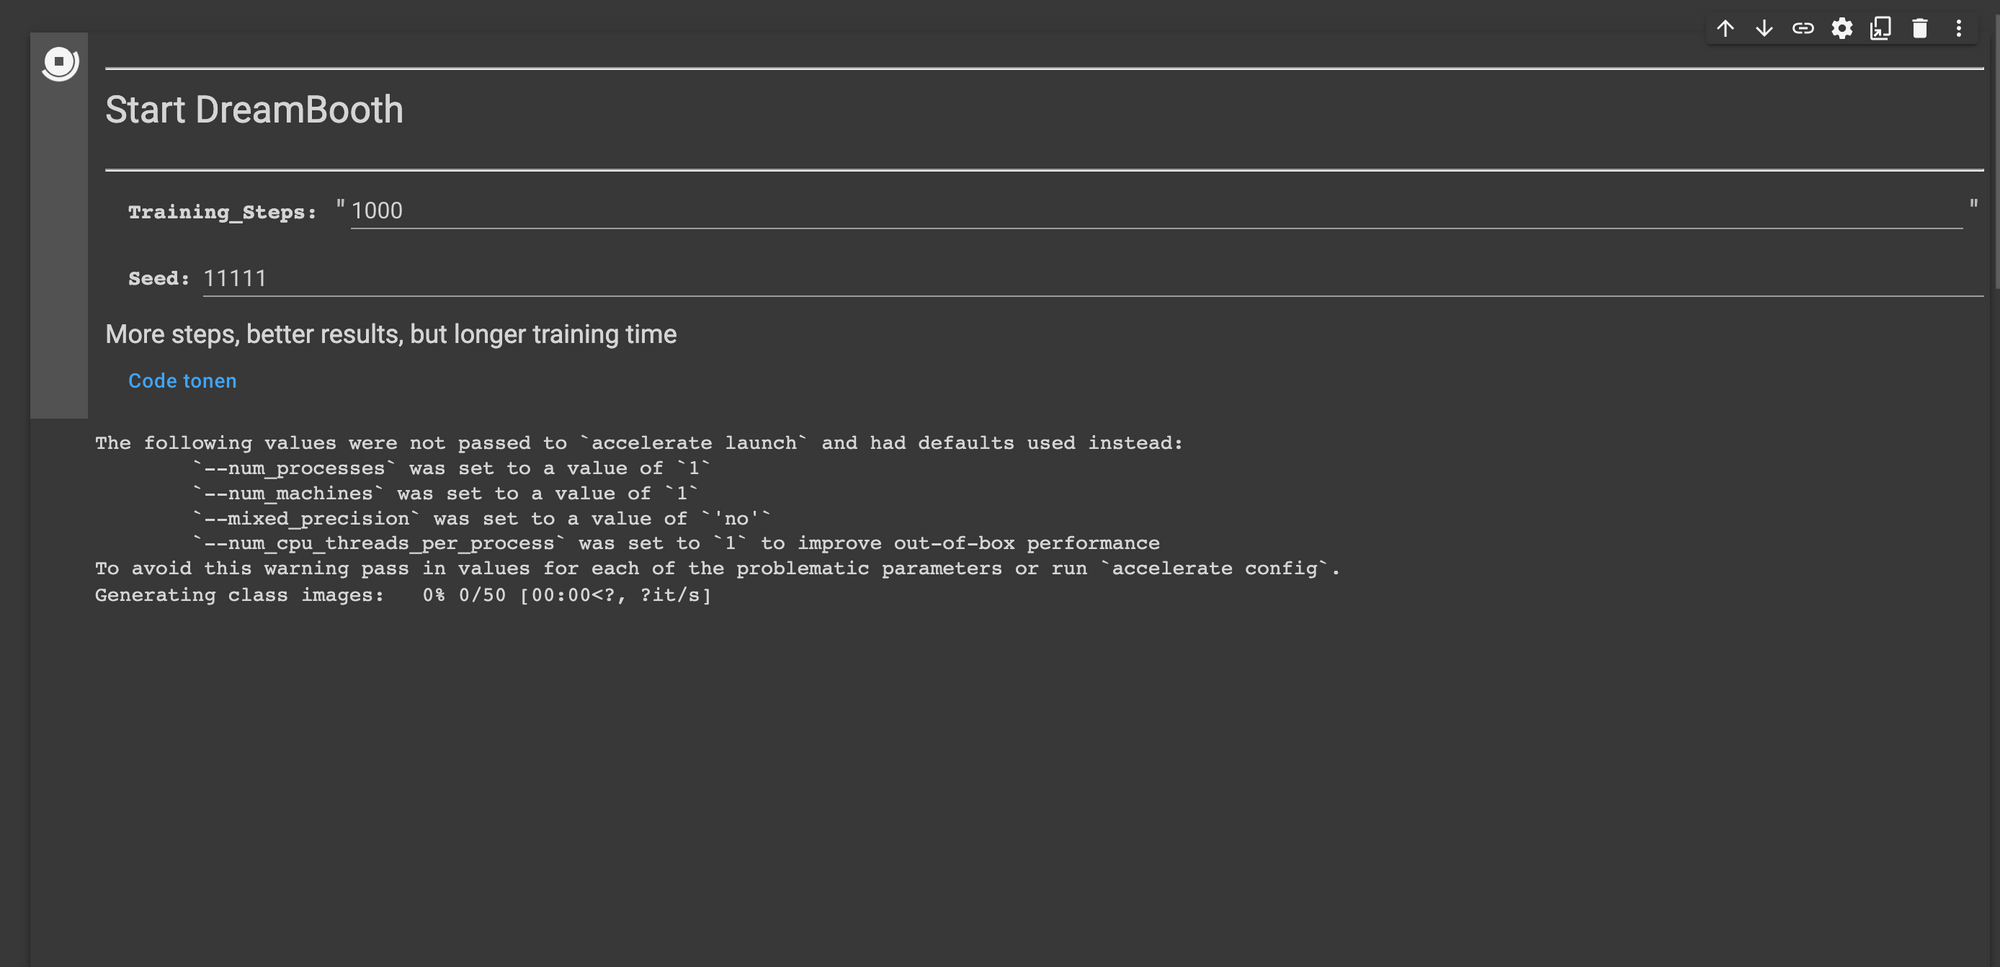 Start DreamBooth
Training_Steps: "1000"
Seed: 11111
More steps, better results, but longer training time
Code tonen
The following values were not passed to `accelerate launch` and had defaults used instead:
`--num_processes` was set to a value of `1`
`--num_machines` was set to a value of `1`
`--mixed_precision` was set to a value of `'no'`
`--num_cpu_threads_per_process` was set to `1` to improve out-of-box performance
To avoid this warning pass in values for each of the problematic parameters or run `accelerate config`.
Generating class images:   0% 0/50 [00:00<?, ?it/s]